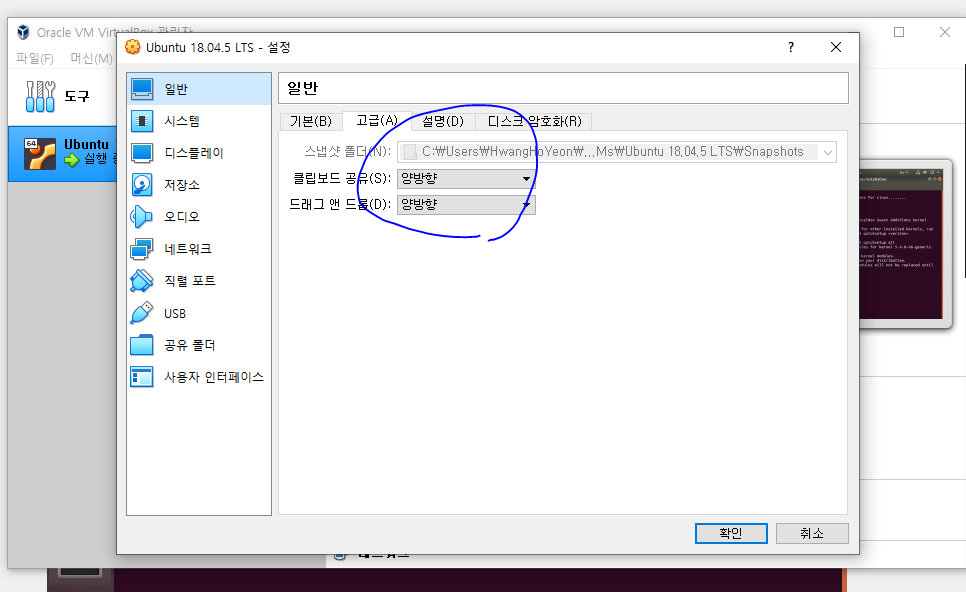 Oracle VM VirtualBox 관리자
파일(F) 머신(M)
도구
64
Ubuntu
실행
Ubuntu 18.04.5 LTS - 설정
?
일반
시스템
디스플레이
저장소
오디오
네트워크
직렬 포트
USB
공유 폴더
사용자 인터페이스
일반
기본(B) 고급(A) 설명(D) 디스크 암호화(R)
스냅샷 폴더(N): C:₩Users₩HwangHoYeon₩...Ms₩Ubuntu 18.04.5 LTS₩Snapshots
클립보드 공유(S): 양방향
드래그 앤 드롭(D): 양방향
확인 취소